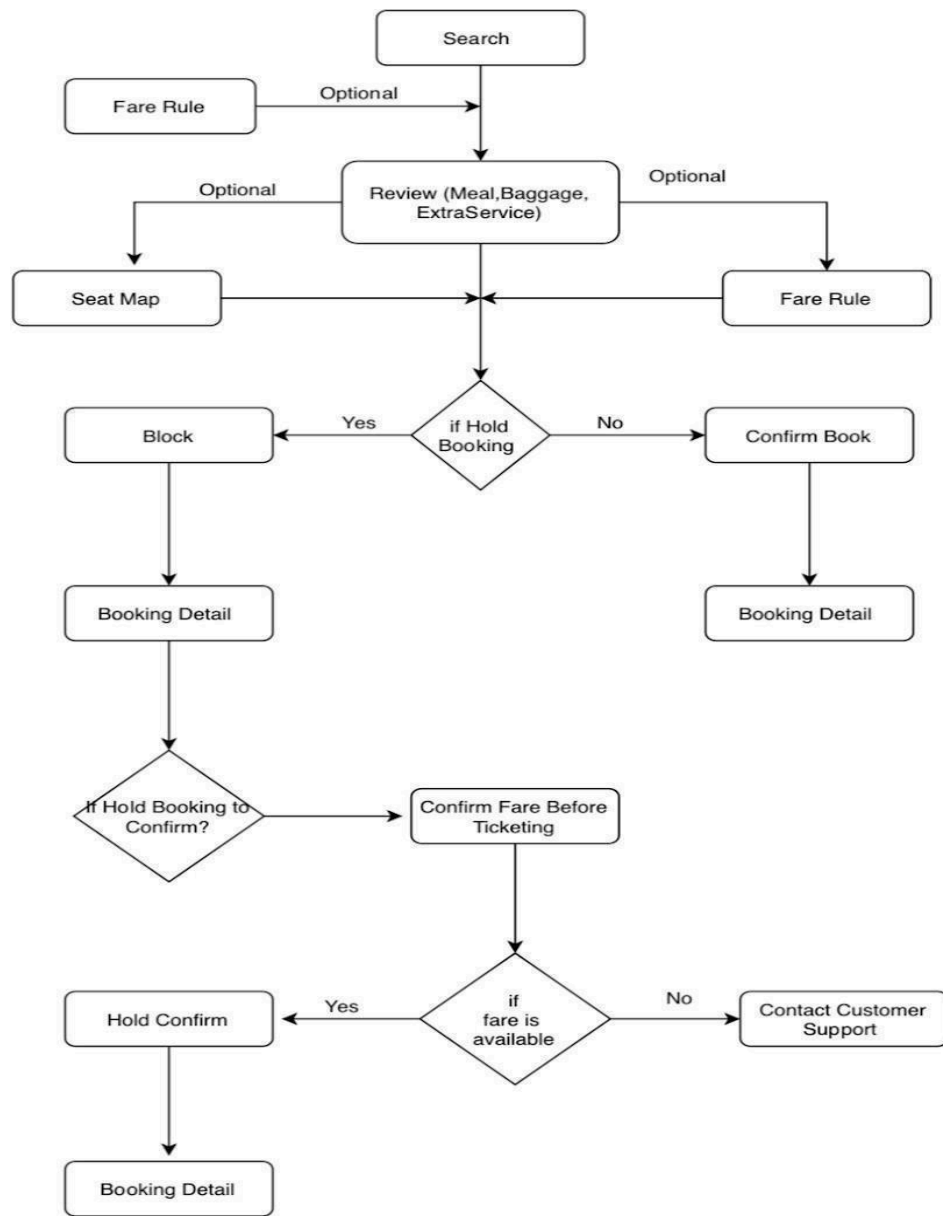 Search
Fare Rule
Optional
Optional
Review (Meal,Baggage,
ExtraService)
Optional
Seat Map
Fare Rule
Block
Yes
if Hold
Booking
No
Confirm Book
Booking Detail
Booking Detail
If Hold Booking to
Confirm?
Confirm Fare Before
Ticketing
Hold Confirm
Yes
if
fare is
available
No
Contact Customer
Support
Booking Detail